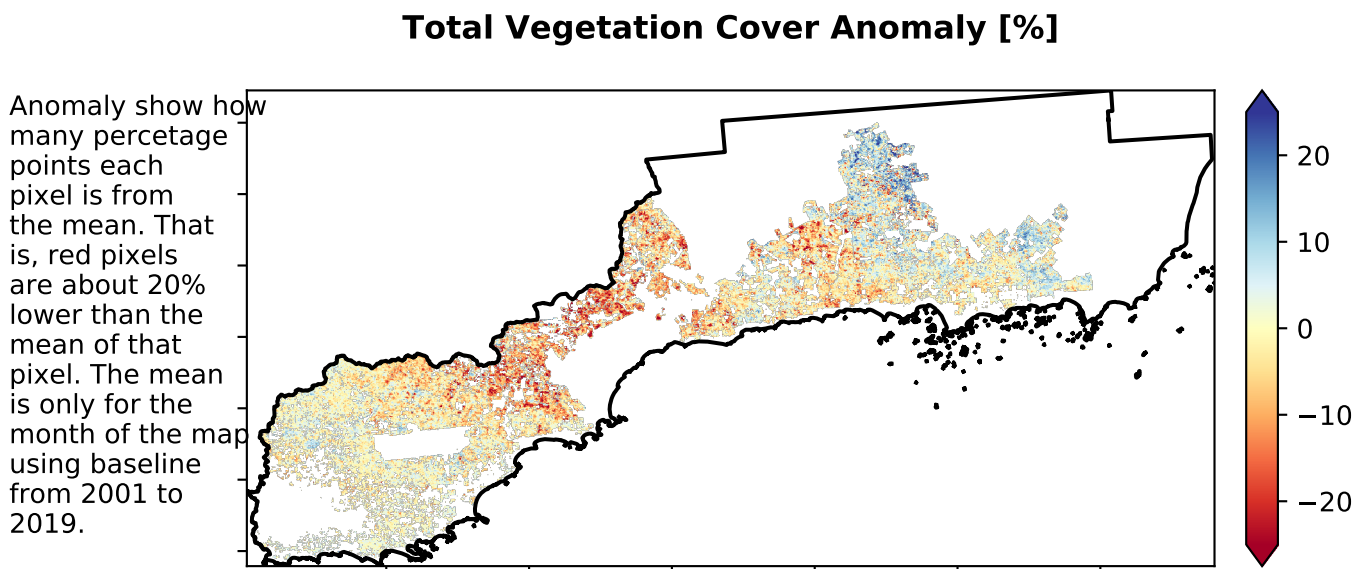 Total Vegetation Cover Anomaly [%]
Anomaly show how
many percetage
points each
pixel is from
the mean. That
is, red pixels
are about 20%
lower than the
mean of that
pixel. The mean
is only for the
month of the map
using baseline
from 2001 to
2019.
20
10
0
−10
−20